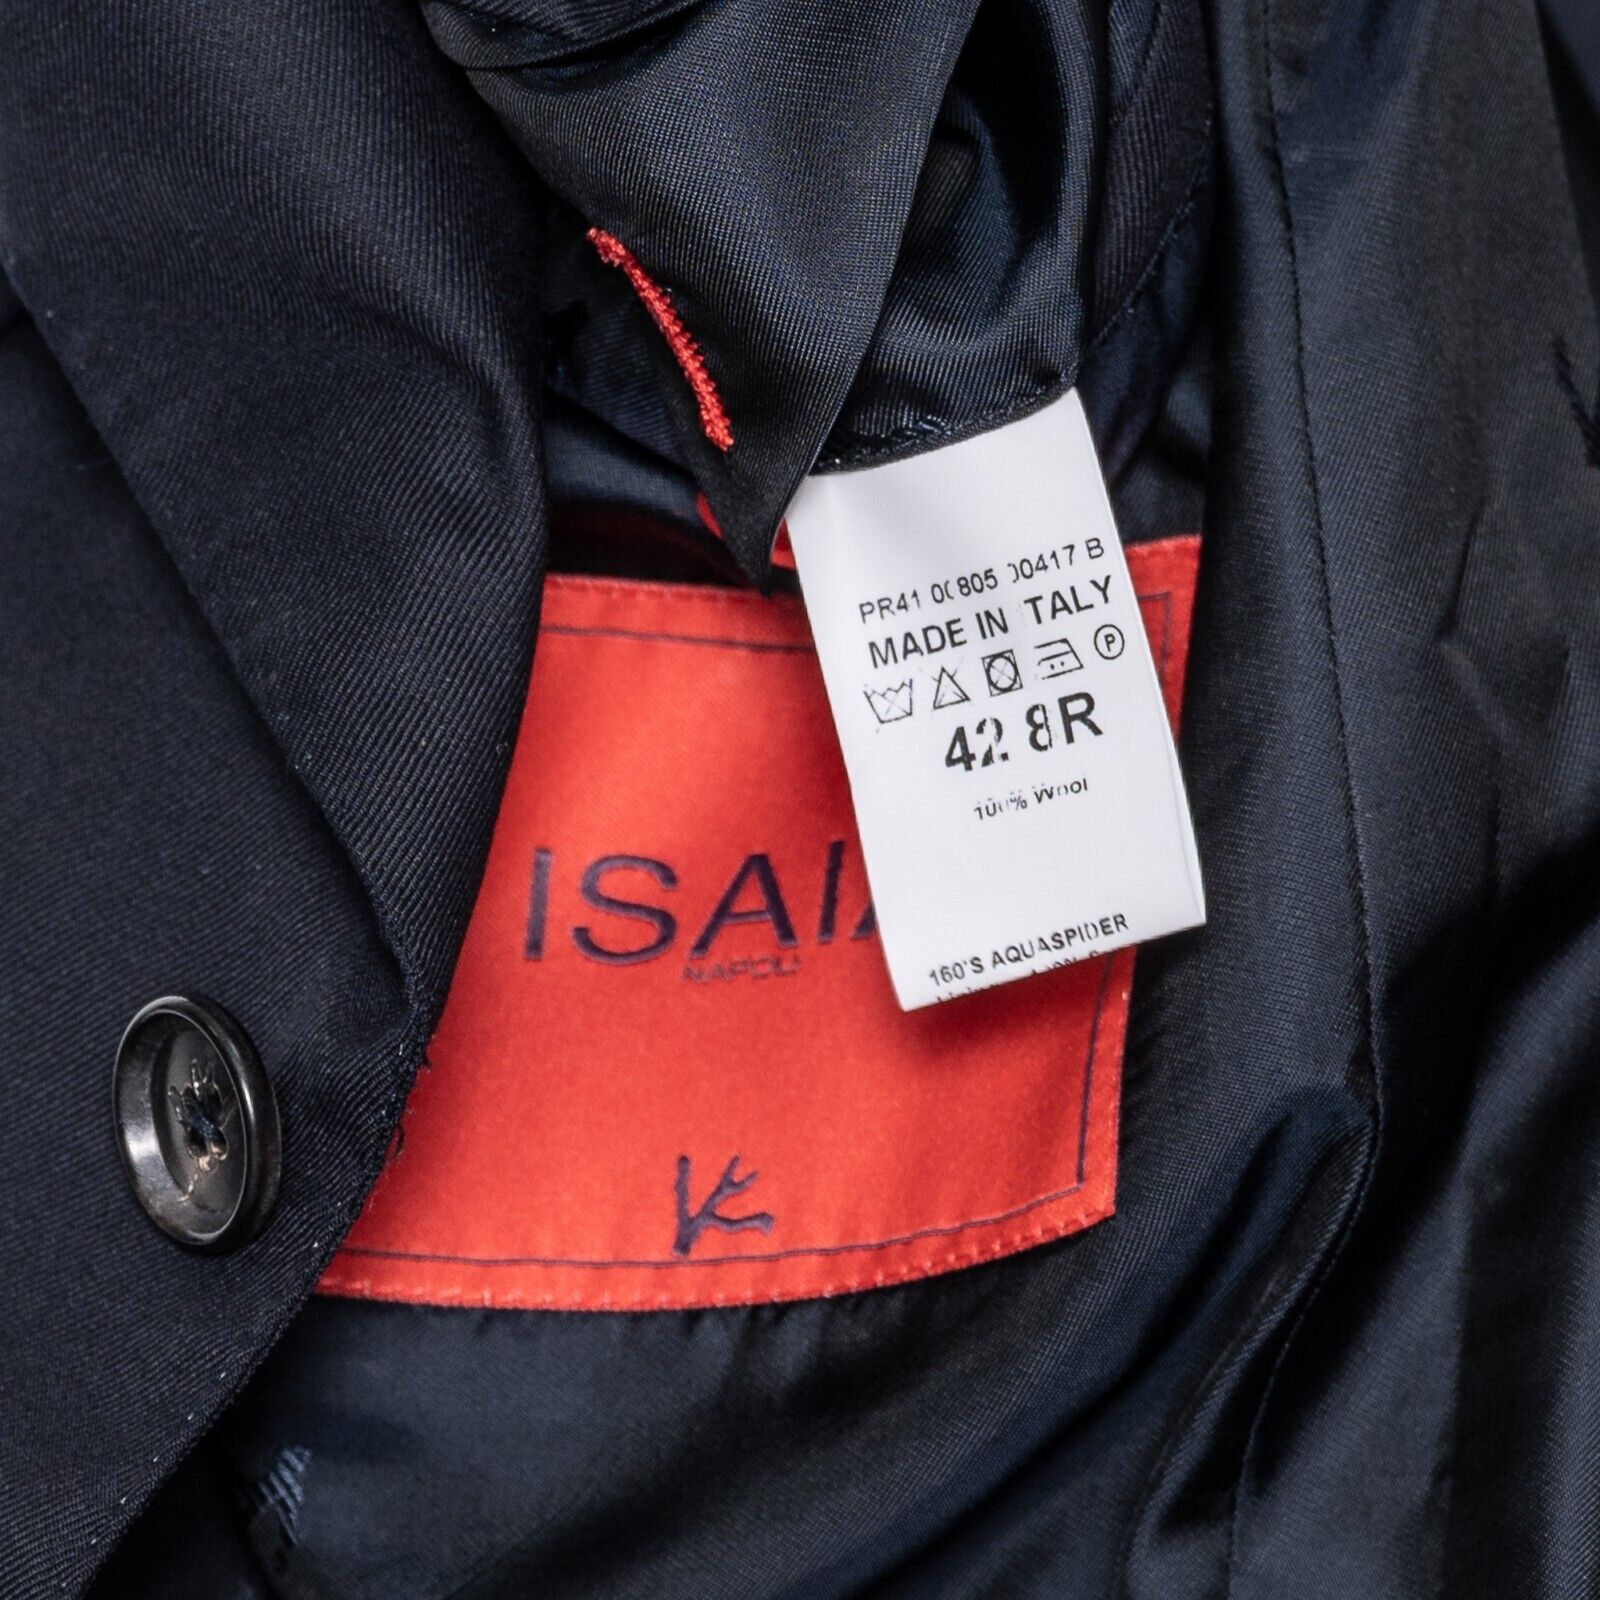 PR41 00805 00417 B
MADE IN ITALY
P
42 8R
100% Wool
160'S AQUASPIDER
ISAIA
NAPOLI